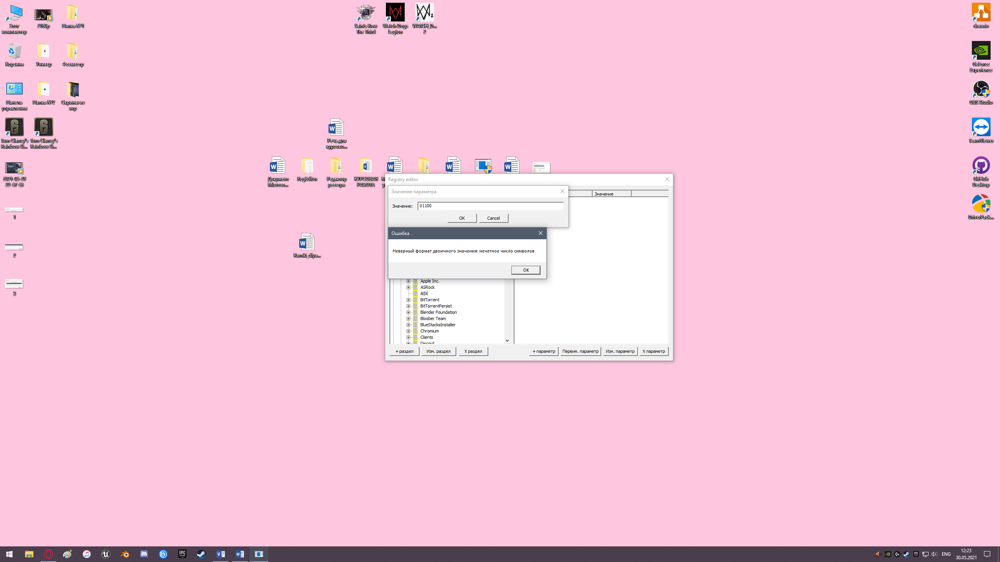 Этот
компьютер
2160p
Папка №1
Saints Row
The Third
Watch Dogs
Legion
WATCH_D...
2
draw.io
Корзина
Универ
4 семестр
GeForce
Experience
Панель
управления
Папка №2
Скрины из
игр
OBS Studio
Tom Clancy's
Rainbow Si...
Tom Clancy's
Rainbow Si...
Речь для
курсово...
TeamViewer
2021-05-28
22-57-56
Документ
Microso...
RegEditor
Редактор
реестра
КУРСОВАЯ
РАБОТА
GitHub
Desktop
1
DriverPack...
2
Ramki_dlya...
3
Registry editor
Значение параметра
Значение
Значение:
01100
OK
Cancel
Ошибка
Неверный формат двоичного значения: нечетное число символов
OK
Apple Inc.
ASRock
ASX
BitTorrent
BitTorrentPersist
Blender Foundation
Bloober Team
BlueStacksInstaller
Chromium
Clients
Discord
+ раздел
Изм. раздел
X раздел
+ параметр
Переим. параметр
Изм. параметр
X параметр
ENG
12:23
30.05.2021